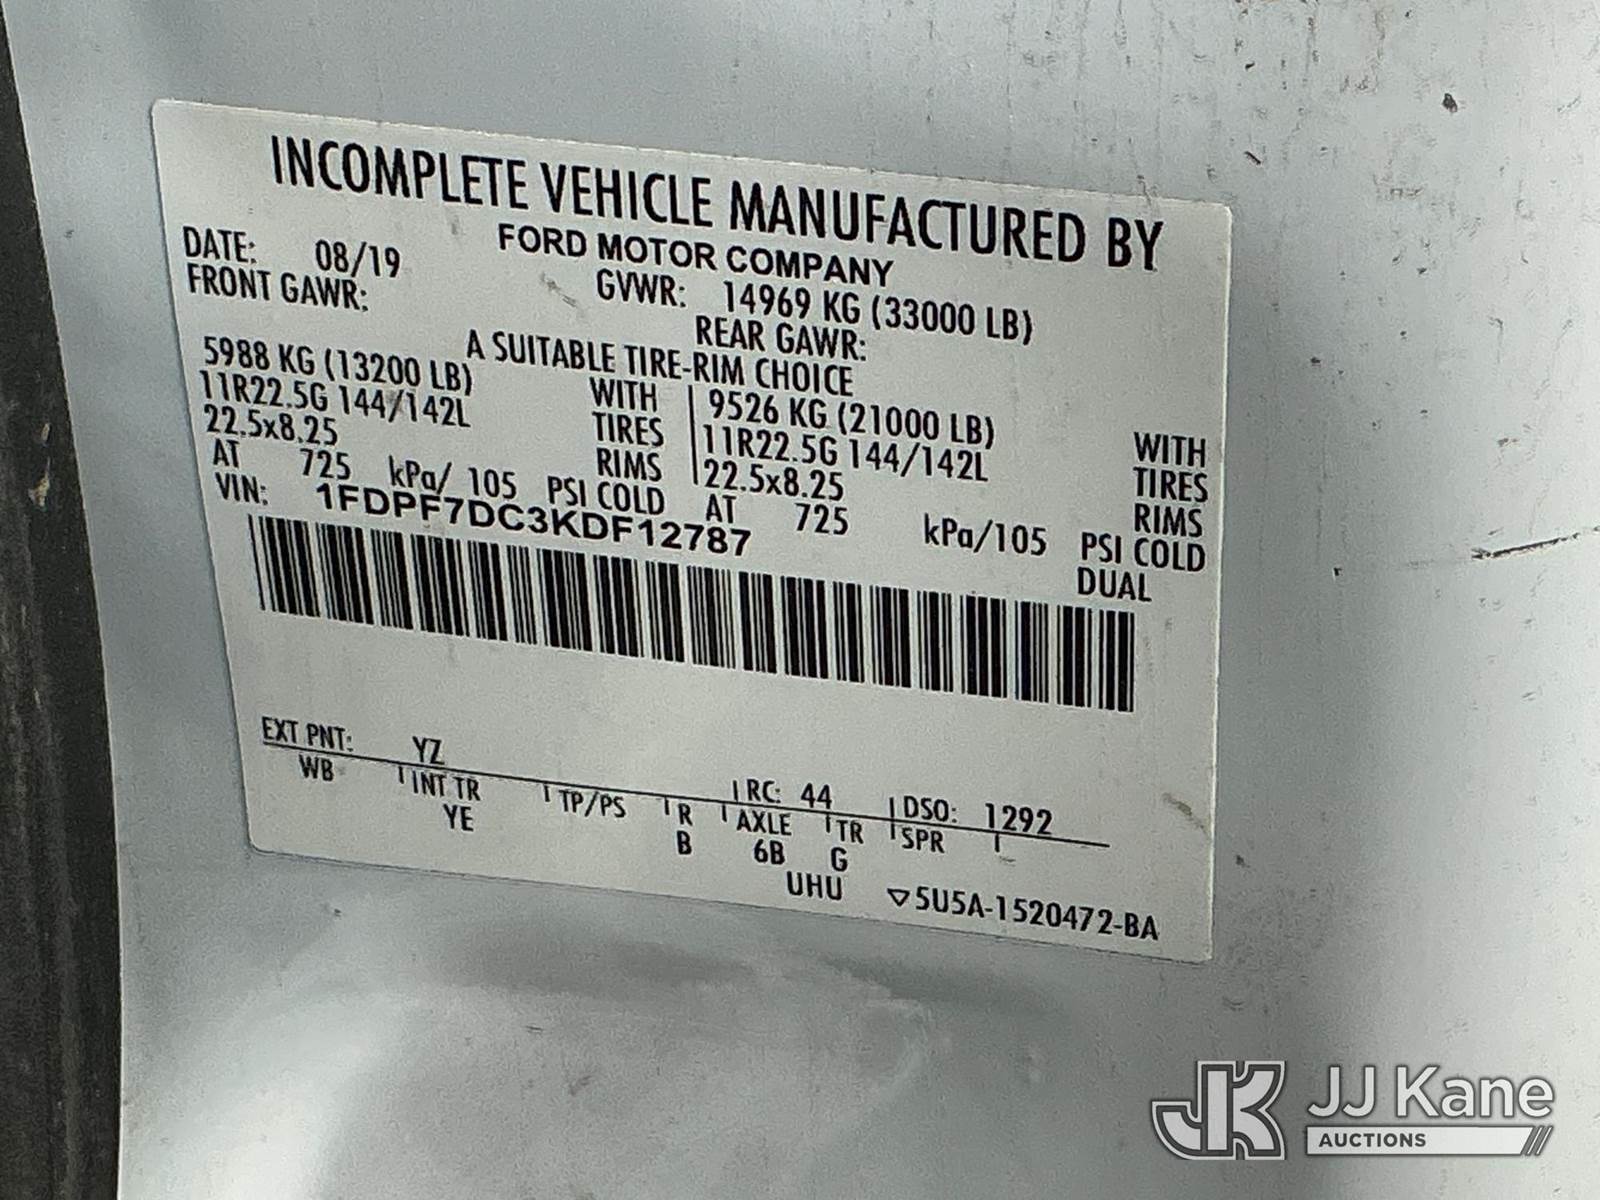 INCOMPLETE VEHICLE MANUFACTURED BY
FORD MOTOR COMPANY
DATE: 08/19 GVWR: 14969 KG (33000 LB)
FRONT GAWR: REAR GAWR:
A SUITABLE TIRE-RIM CHOICE
5988 KG (13200 LB) WITH 9526 KG (21000 LB) WITH
11R22.5G 144/142L TIRES 11R22.5G 144/142L TIRES
22.5x8.25 RIMS 22.5x8.25 RIMS
AT 725 kPa/ 105 PSI COLD AT 725 kPa/105 PSI COLD
VIN: 1FDPF7DC3KDF12787 DUAL
EXT PNT: YZ RC: 44 DSO: 1292
WB INT TR TP/PS R AXLE TR SPR
YE B 6B G
UHU 5U5A-1520472-BA
JK JJ Kane
AUCTIONS